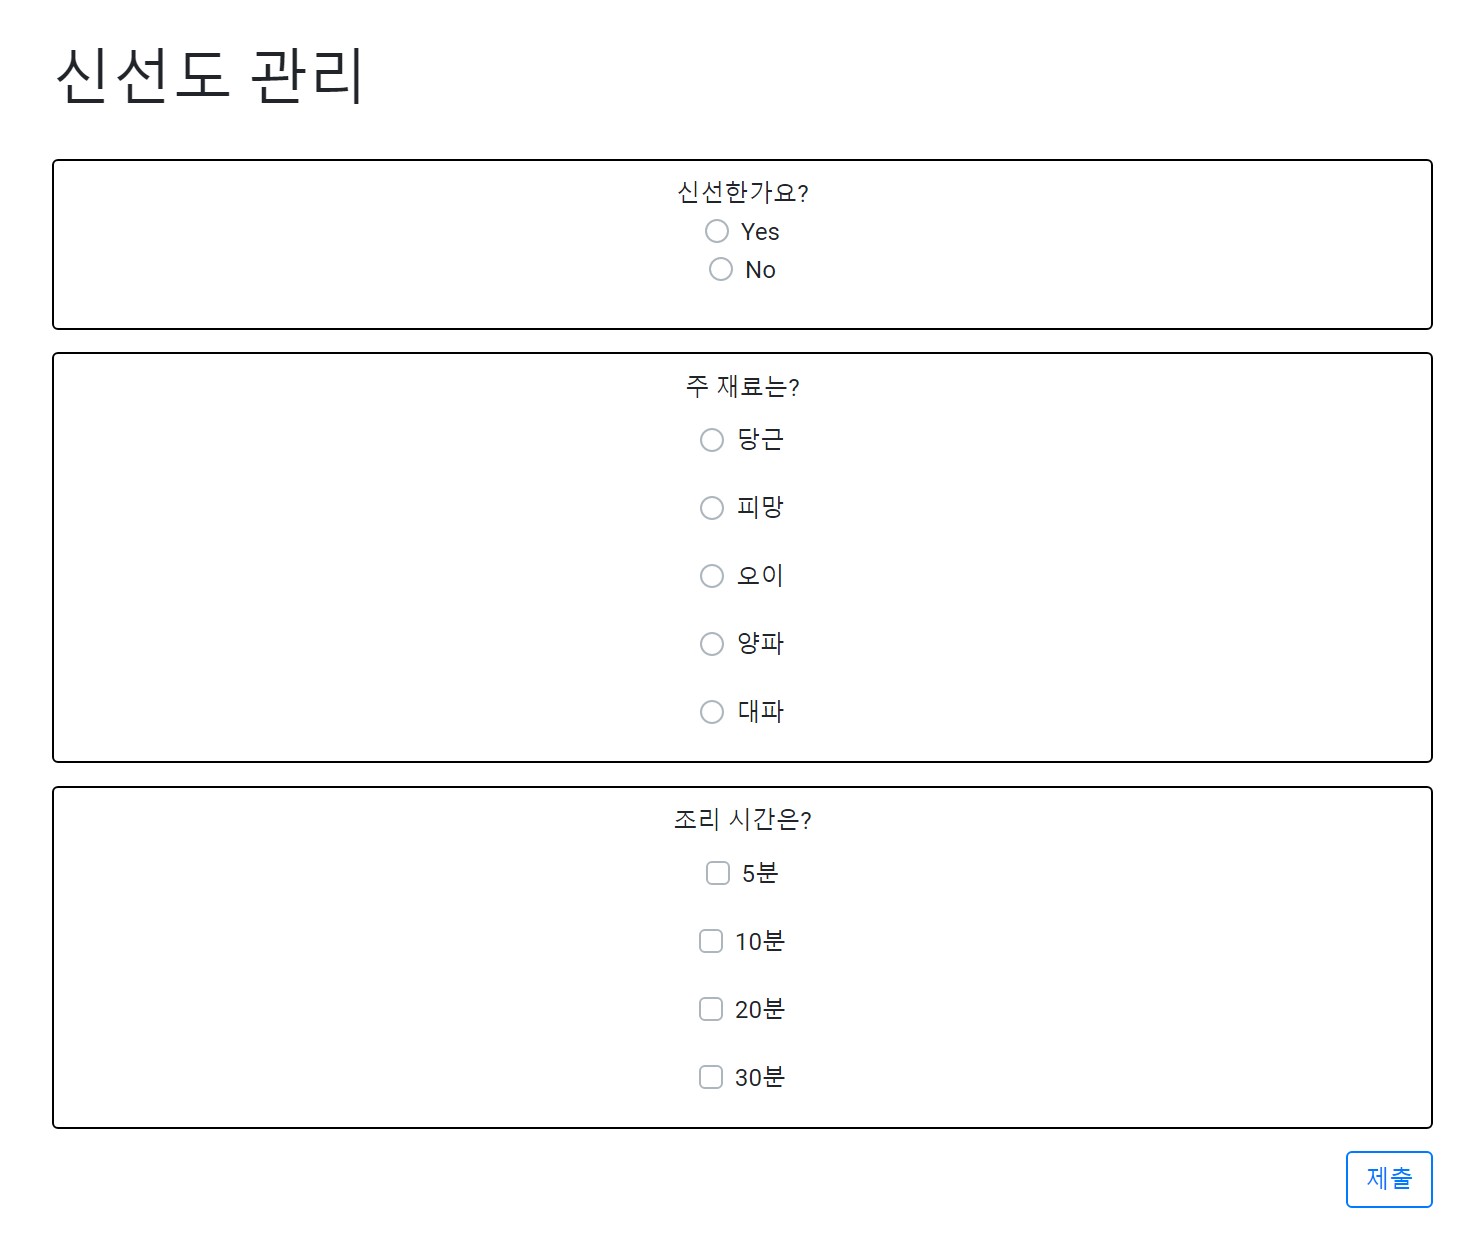 신선도 관리
신선한가요?
Yes
No
주 재료는?
당근
피망
오이
양파
대파
조리 시간은?
5분
10분
20분
30분
제출